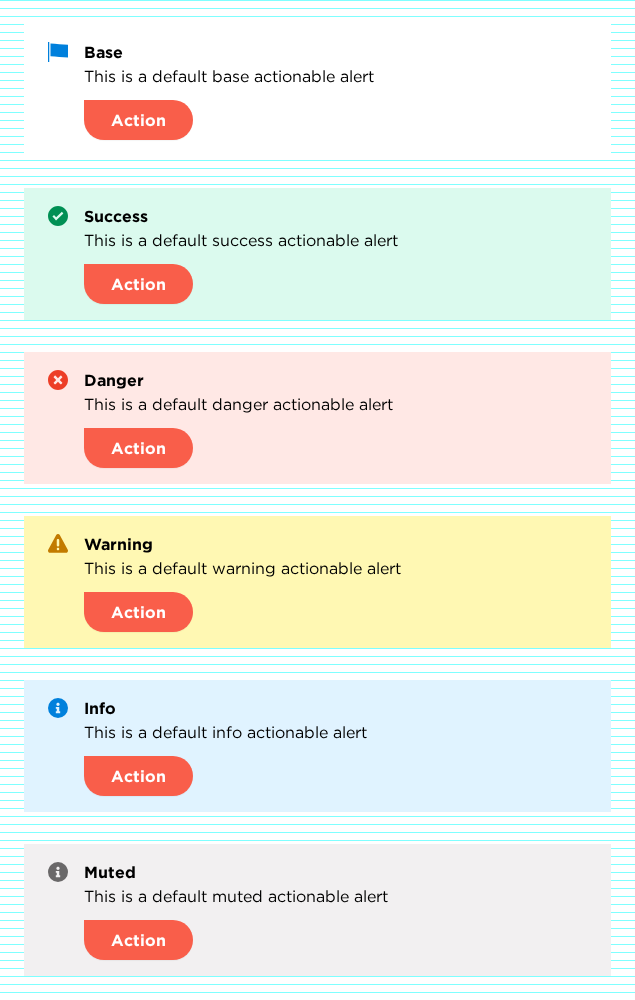 Base
This is a default base actionable alert
Action
Success
This is a default success actionable alert
Action
Danger
This is a default danger actionable alert
Action
Warning
This is a default warning actionable alert
Action
Info
This is a default info actionable alert
Action
Muted
This is a default muted actionable alert
Action